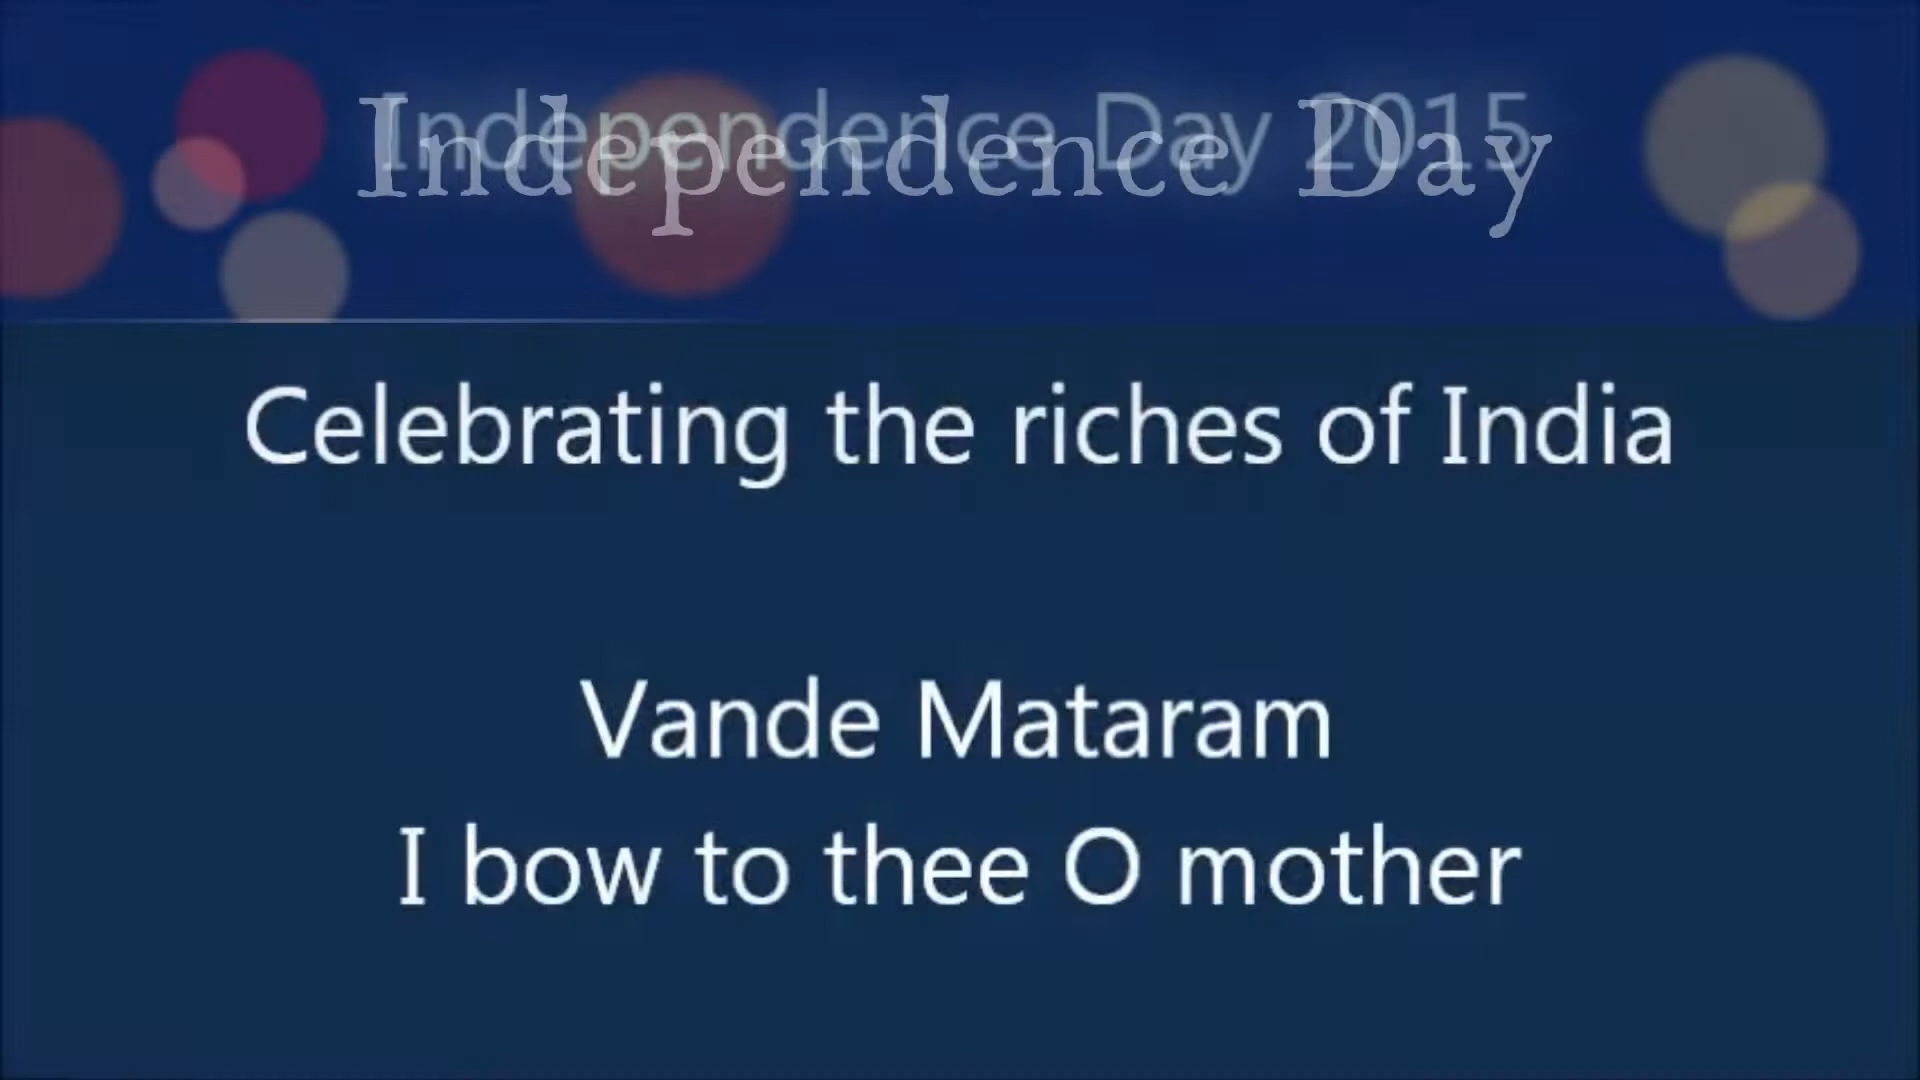 Independence Day 2015
Independence Day
Celebrating the riches of India
Vande Mataram
I bow to thee O mother